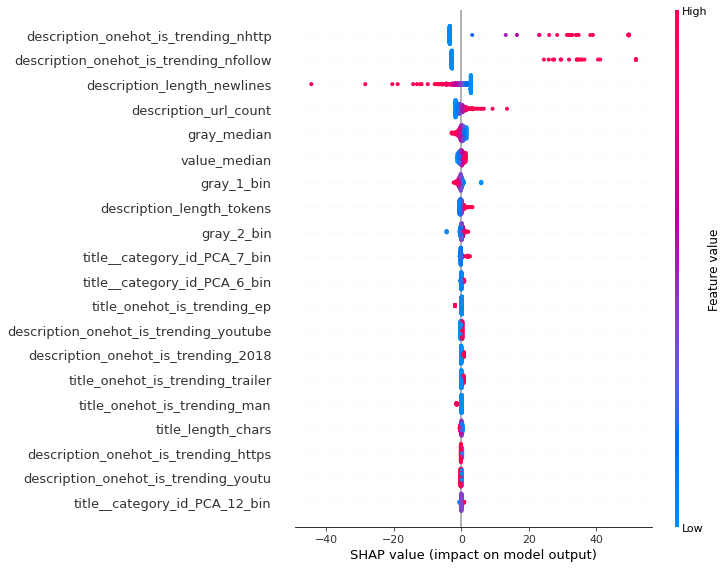 High
description_onehot_is_trending_nhttp
description_onehot_is_trending_nfollow
description_length_newlines
description_url_count
gray_median
value_median
gray_1_bin
description_length_tokens
gray_2_bin
title__category_id_PCA_7_bin
title__category_id_PCA_6_bin
title_onehot_is_trending_ep
description_onehot_is_trending_youtube
description_onehot_is_trending_2018
title_onehot_is_trending_trailer
title_onehot_is_trending_man
title_length_chars
description_onehot_is_trending_https
description_onehot_is_trending_youtu
title__category_id_PCA_12_bin
Feature value
Low
−40 −20 0 20 40
SHAP value (impact on model output)